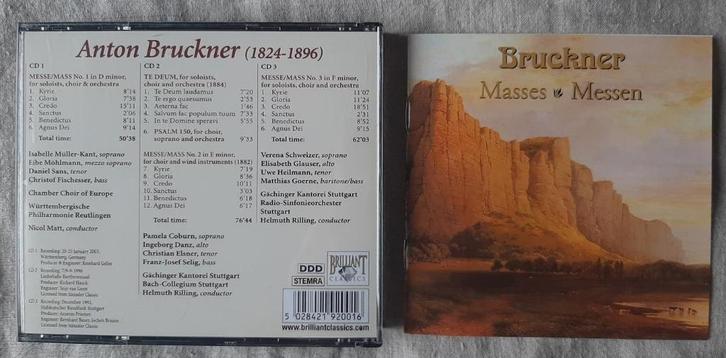 Anton Bruckner (1824-1896)
CD 1
MESSE/MASS No. 1 in D minor,
for soloists, choir & orchestra
1. Kyrie 8'14
2. Gloria 7'38
3. Credo 15'11
4. Sanctus 2'06
5. Benedictus 8'11
6. Agnus Dei 9'14
Total time: 50'38
Isabelle Müller-Kant, soprano
Eibe Möhlmann, mezzo soprano
Daniel Sans, tenor
Christof Fischesser, bass
Chamber Choir of Europe
Württembergische
Philharmonie Reutlingen
Nicol Matt, conductor
CD 2
TE DEUM, for soloists,
choir and orchestra (1884)
1. Te Deum laudamus 7'20
2. Te ergo quaesumus 2'53
3. Aeterna fac 1'46
4. Salvum fac populum tuum 7'33
5. In te Domine speravi 5'55
6. PSALM 150, for choir,
soprano and orchestra 9'33
MESSE/MASS No. 2 in E minor,
for choir and wind instruments (1882)
7 Kyrie 7'19
8 Gloria 8'36
9 Credo 10'11
10 Sanctus 3'03
11 Benedictus 6'18
12 Agnus Dei 6'17
Total time: 76'44
Pamela Coburn, soprano
Ingeborg Danz, alto
Christian Elsner, tenor
Franz-Josef Selig, bass
Gächinger Kantorei Stuttgart
Bach-Collegium Stuttgart
Helmuth Rilling, conductor
CD 3
MESSE/MASS No. 3 in F minor,
for soloists, choir & orchestra
1. Kyrie 11'07
2. Gloria 11'24
3. Credo 18'51
4. Sanctus 2'31
5. Benedictus 8'52
6. Agnus Dei 9'15
Total time: 62'03
Verena Schweizer, soprano
Elisabeth Glauser, alto
Uwe Heilmann, tenor
Matthias Goerne, baritone/bass
Gächinger Kantorei Stuttgart
Radio-Sinfonieorchester
Stuttgart
Helmuth Rilling, conductor
DDD
STEMRA
BRILLIANT
CLASSICS
5 028421 920016
www.brilliantclassics.com
Bruckner
Masses Messen